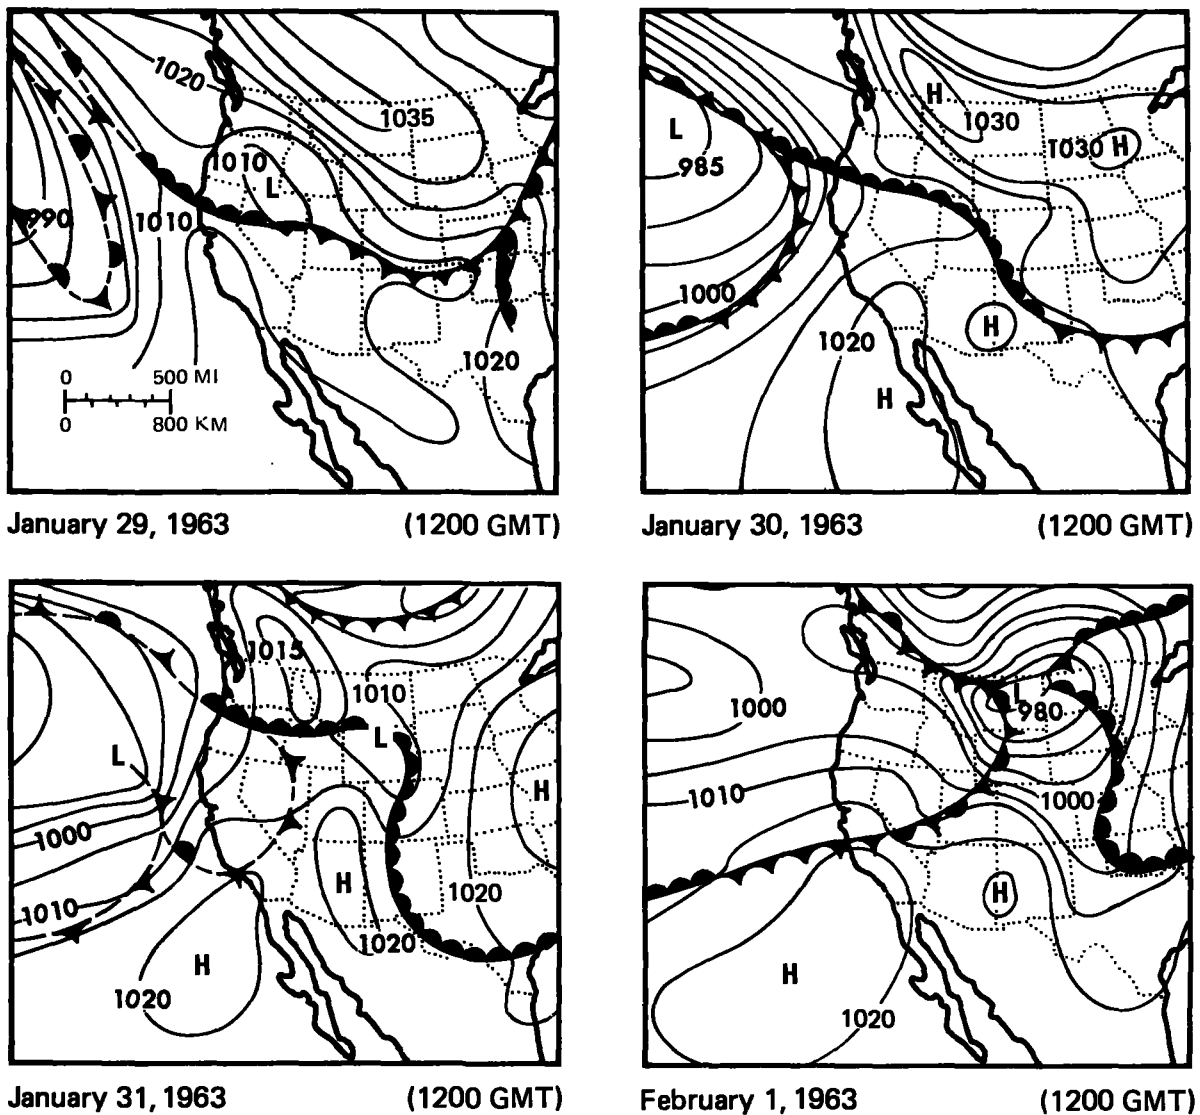 1020
1035
1010
L
990
1010
0 500 MI
0 800 KM
1020
January 29, 1963 (1200 GMT)
H
1030
L
985
1030 H
1000
1020
H
H
January 30, 1963 (1200 GMT)
1015
1010
L
L
H
1000
H
1020
1010
1020
H
1020
January 31, 1963 (1200 GMT)
L
980
1000
1010
1000
H
H
1020
February 1, 1963 (1200 GMT)